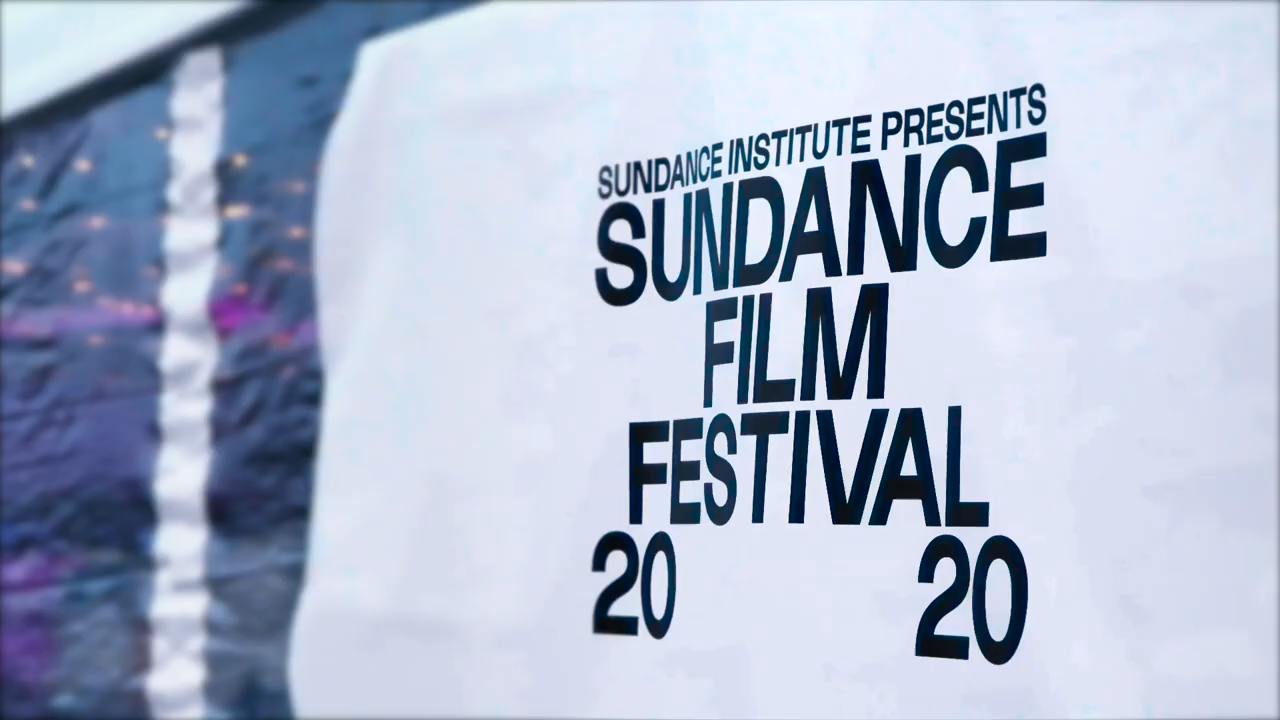 SUNDANCE INSTITUTE PRESENTS
SUNDANCE
FILM
FESTIVAL
20 20